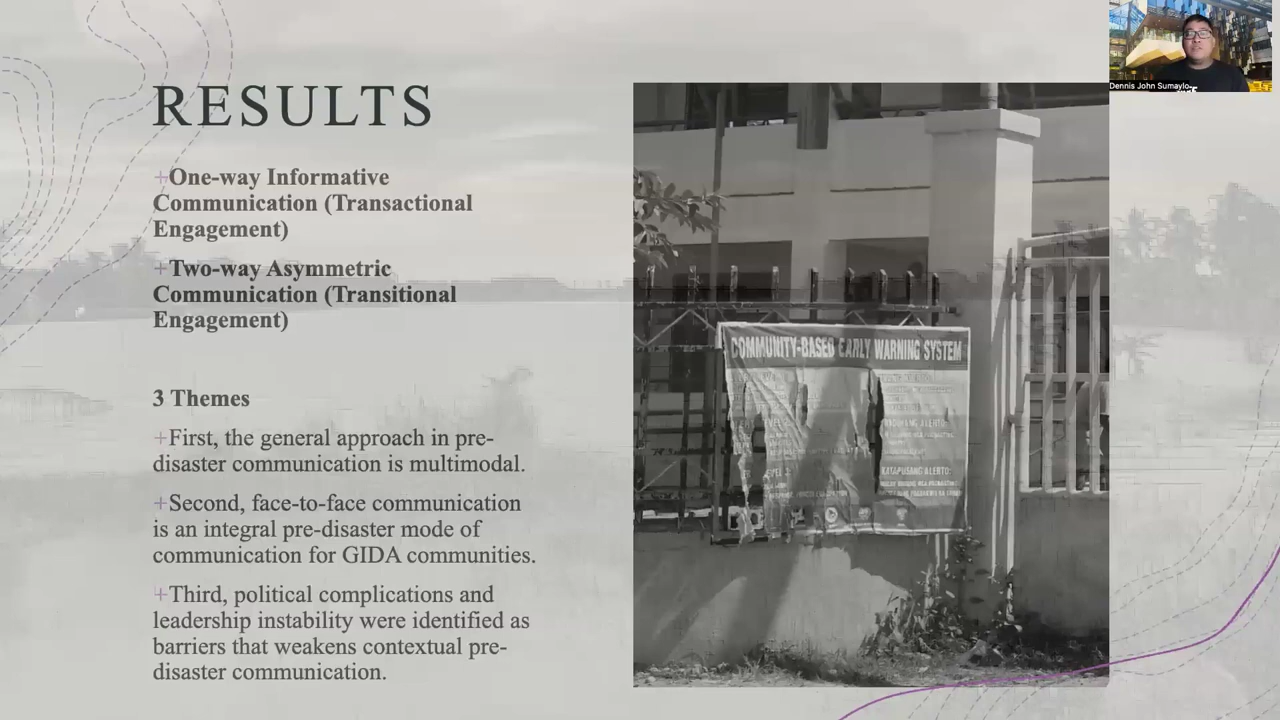 Dennis John Sumaylo
RESULTS
+One-way Informative
Communication (Transactional
Engagement)
+Two-way Asymmetric
Communication (Transitional
Engagement)
3 Themes
+First, the general approach in pre-
disaster communication is multimodal.
+Second, face-to-face communication
is an integral pre-disaster mode of
communication for GIDA communities.
+Third, political complications and
leadership instability were identified as
barriers that weakens contextual pre-
disaster communication.
COMMUNITY-BASED EARLY WARNING SYSTEM
KATAPUSANG ALERTO: